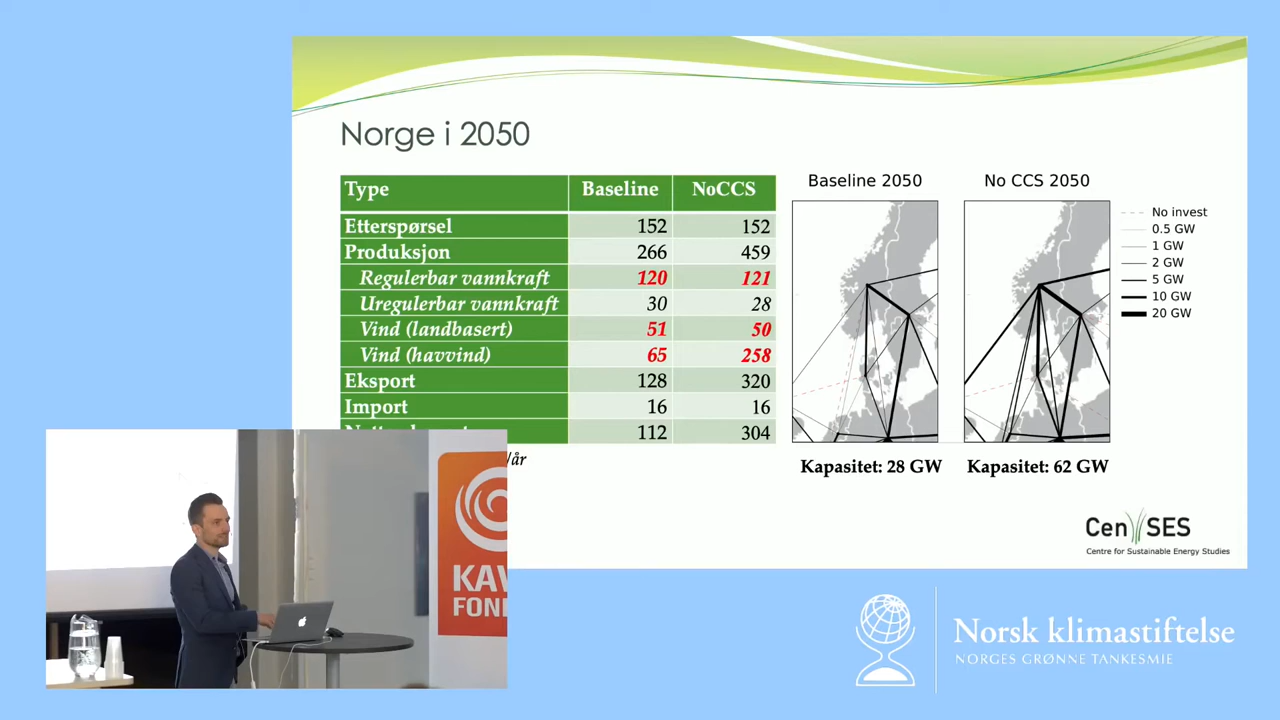 Norge i 2050
Type Baseline NoCCS
Etterspørsel 152 152
Produksjon 266 459
Regulerbar vannkraft 120 121
Uregulerbar vannkraft 30 28
Vind (landbasert) 51 50
Vind (havvind) 65 258
Eksport 128 320
Import 16 16
112 304
/år
Baseline 2050
No CCS 2050
No invest
0.5 GW
1 GW
2 GW
5 GW
10 GW
20 GW
Kapasitet: 28 GW
Kapasitet: 62 GW
CenSES
Centre for Sustainable Energy Studies
KAV
FON
Norsk klimastiftelse
NORGES GRØNNE TANKESMIE